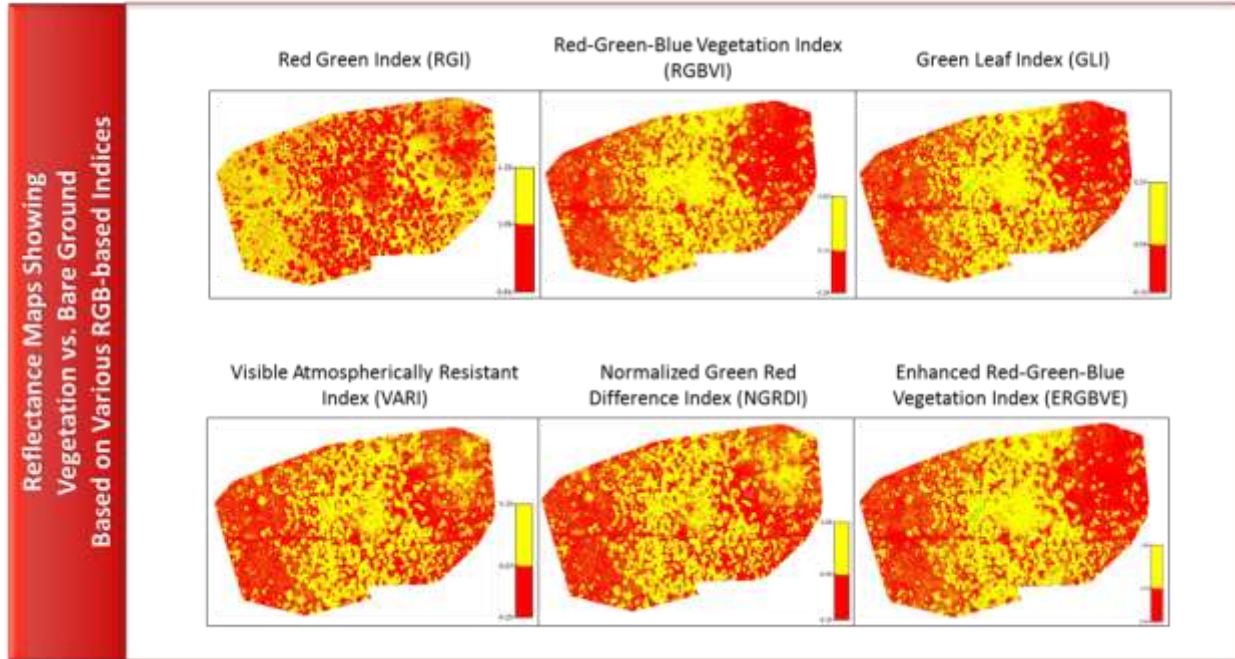 Reflectance Maps Showing
Vegetation vs. Bare Ground
Based on Various RGB-based Indices
Red Green Index (RGI)
Red-Green-Blue Vegetation Index
(RGBVI)
Green Leaf Index (GLI)
Visible Atmospherically Resistant
Index (VARI)
Normalized Green Red
Difference Index (NGRDI)
Enhanced Red-Green-Blue
Vegetation Index (ERGBVE)